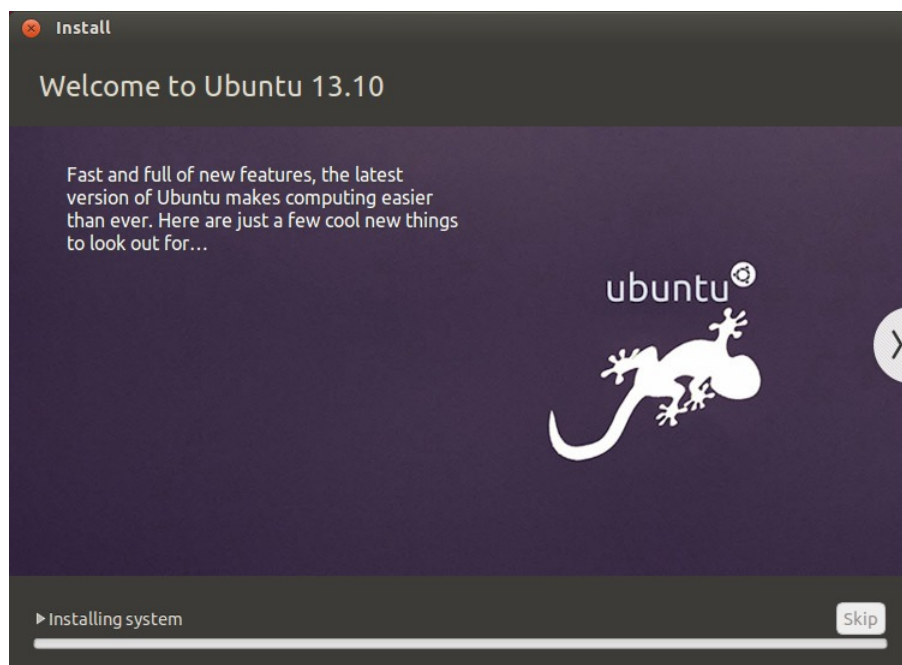 Install
Welcome to Ubuntu 13.10
Fast and full of new features, the latest
version of Ubuntu makes computing easier
than ever. Here are just a few cool new things
to look out for…
ubuntu
Installing system
Skip